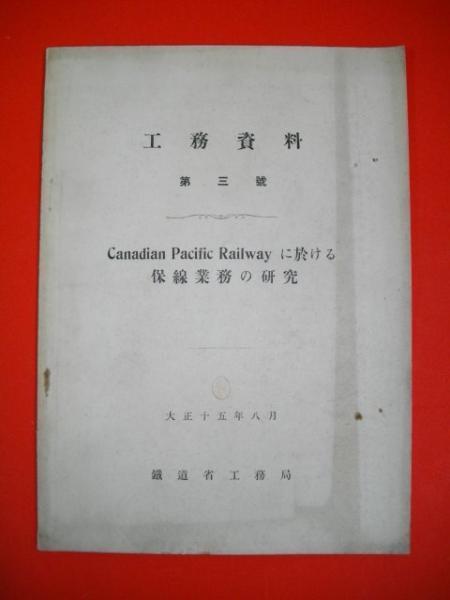 工務資料
第三號
Canadian Pacific Railway に於ける
保線業務の研究
大正十五年八月
鐵道省工務局